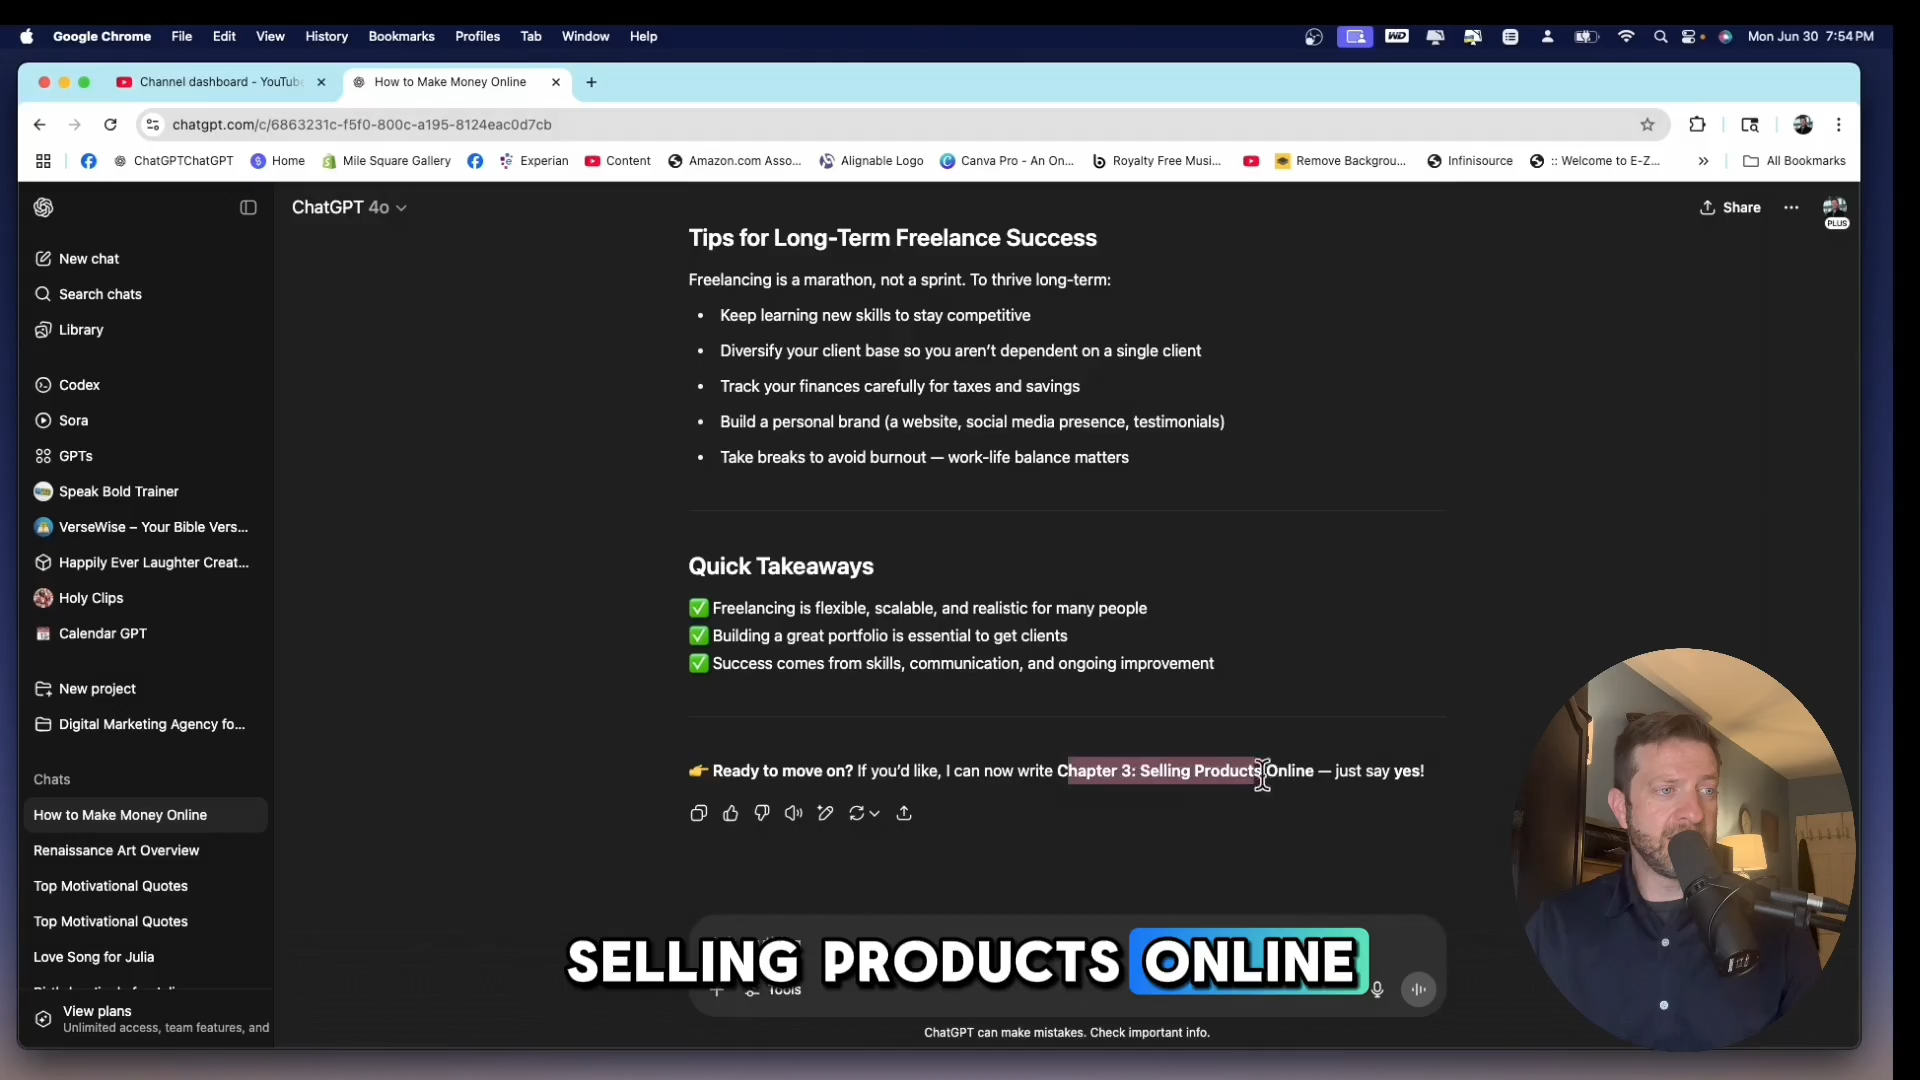 Google Chrome File Edit View History Bookmarks Profiles Tab Window Help WD Mon Jun 30 7:54 PM
Channel dashboard - YouTub How to Make Money Online
chatgpt.com/c/6863231c-f5f0-800c-a195-8124eac0d7cb
ChatGPTChatGPT Home Mile Square Gallery Experian Content Amazon.com Asso... Alignable Logo Canva Pro - An On... Royalty Free Musi... Remove Backgrou... Infinisource :: Welcome to E-Z... All Bookmarks
ChatGPT 4o
Share
PLUS
New chat
Search chats
Library
Codex
Sora
GPTs
Speak Bold Trainer
VerseWise – Your Bible Vers...
Happily Ever Laughter Creat...
Holy Clips
Calendar GPT
New project
Digital Marketing Agency fo...
Chats
How to Make Money Online
Renaissance Art Overview
Top Motivational Quotes
Top Motivational Quotes
Love Song for Julia
View plans
Unlimited access, team features, and
Tips for Long-Term Freelance Success
Freelancing is a marathon, not a sprint. To thrive long-term:
• Keep learning new skills to stay competitive
• Diversify your client base so you aren’t dependent on a single client
• Track your finances carefully for taxes and savings
• Build a personal brand (a website, social media presence, testimonials)
• Take breaks to avoid burnout — work-life balance matters
Quick Takeaways
✅ Freelancing is flexible, scalable, and realistic for many people
✅ Building a great portfolio is essential to get clients
✅ Success comes from skills, communication, and ongoing improvement
👉 Ready to move on? If you’d like, I can now write Chapter 3: Selling Products Online — just say yes!
SELLING PRODUCTS ONLINE
Tools
ChatGPT can make mistakes. Check important info.